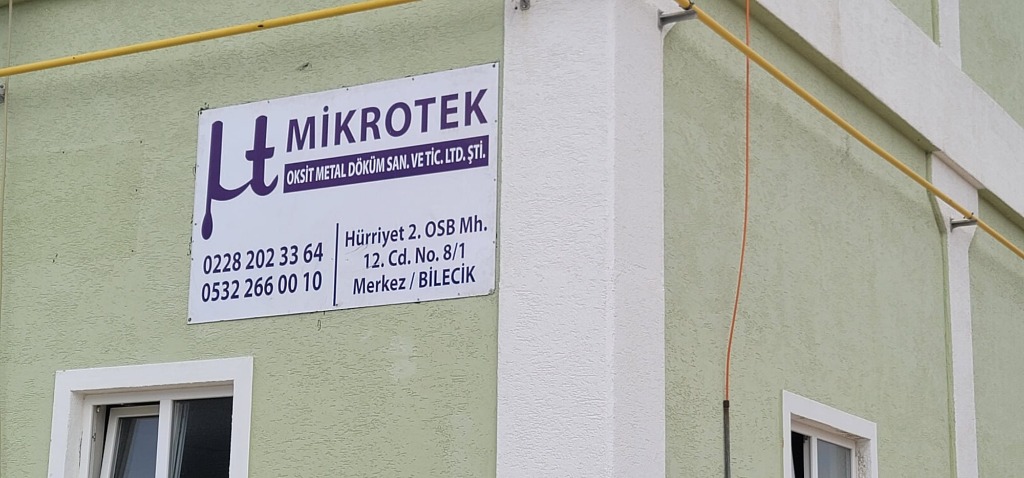 µt MİKROTEK
OKSİT METAL DÖKÜM SAN. VE TİC. LTD. ŞTİ.
0228 202 33 64
0532 266 00 10
Hürriyet 2. OSB Mh.
12. Cd. No. 8/1
Merkez / BİLECİK